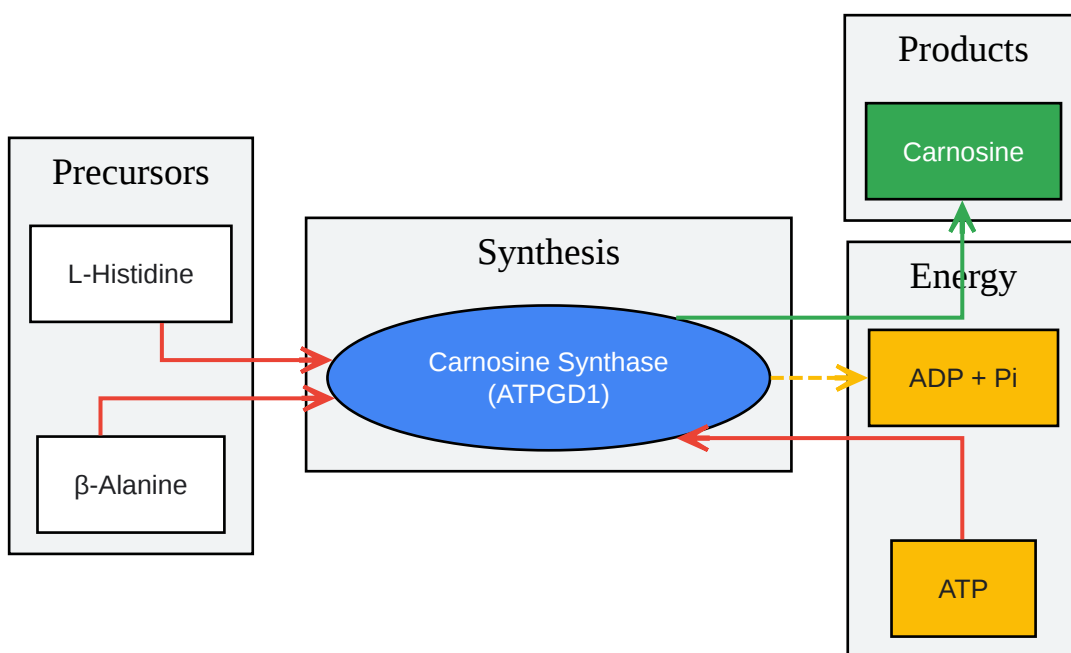 Precursors
L-Histidine
β-Alanine
Synthesis
Carnosine Synthase
(ATPGD1)
Products
Carnosine
Energy
ADP + Pi
ATP